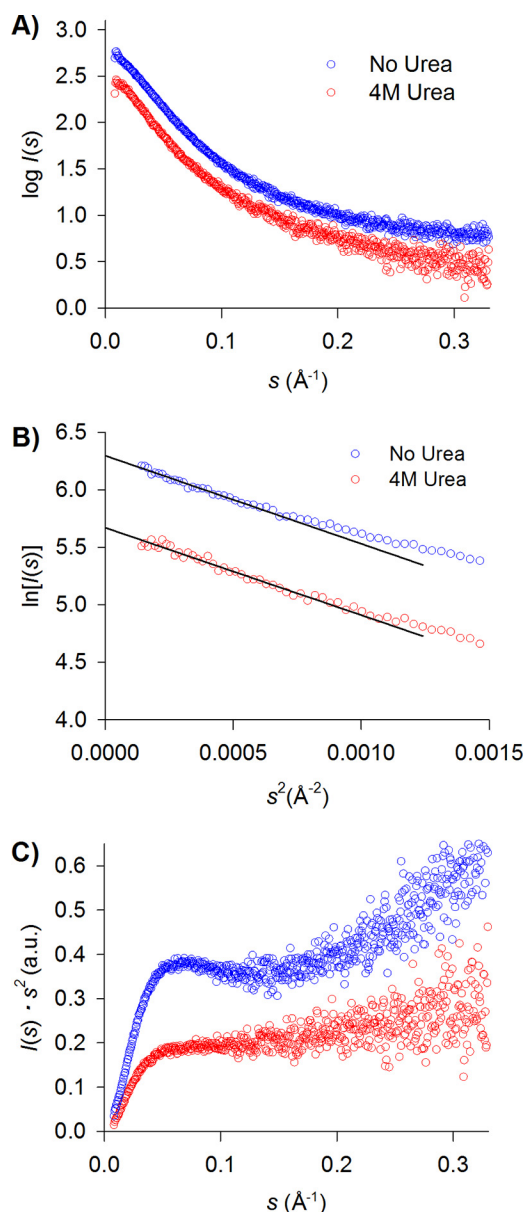 A)
log I(s)
3.0
2.5
2.0
1.5
1.0
0.5
0.0
No Urea
4M Urea
0.0 0.1 0.2 0.3
s (Å⁻¹)
B)
ln[I(s)]
6.5
6.0
5.5
5.0
4.5
4.0
No Urea
4M Urea
0.0000 0.0005 0.0010 0.0015
s²(Å⁻²)
C)
I(s) · s² (a.u.)
0.6
0.5
0.4
0.3
0.2
0.1
0.0
0.0 0.1 0.2 0.3
s (Å⁻¹)